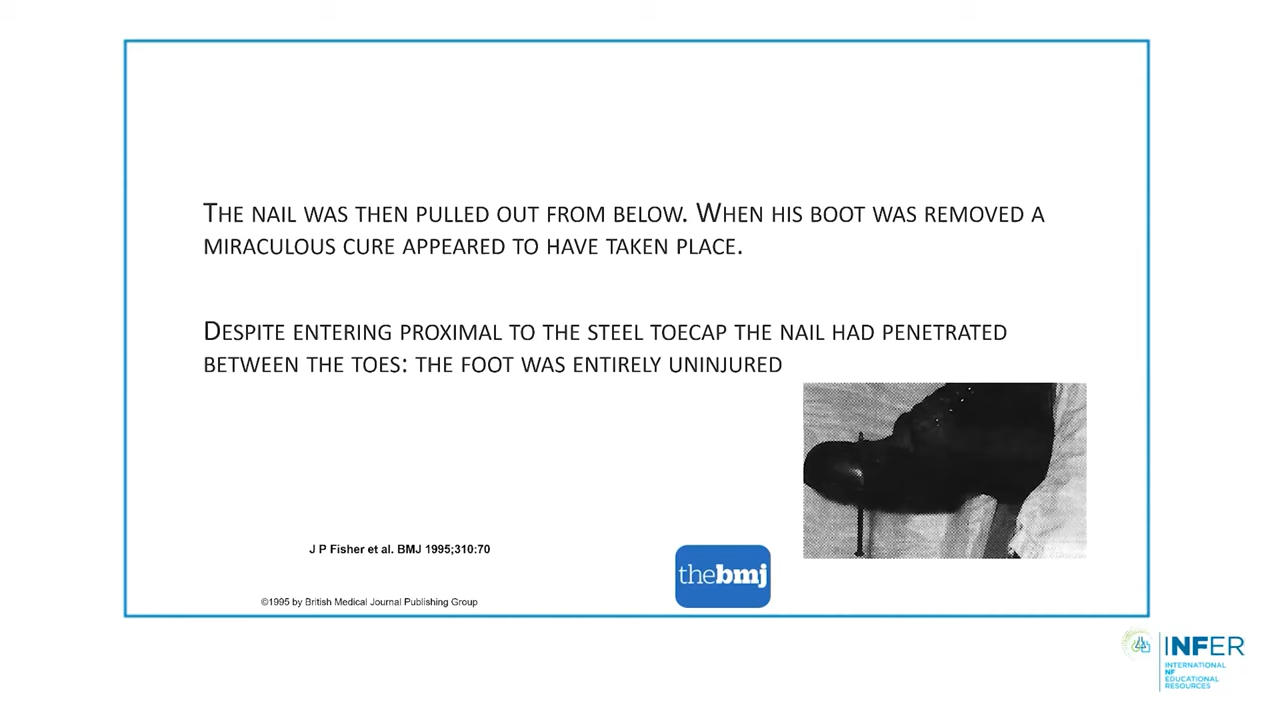 THE NAIL WAS THEN PULLED OUT FROM BELOW. WHEN HIS BOOT WAS REMOVED A
MIRACULOUS CURE APPEARED TO HAVE TAKEN PLACE.
DESPITE ENTERING PROXIMAL TO THE STEEL TOECAP THE NAIL HAD PENETRATED
BETWEEN THE TOES: THE FOOT WAS ENTIRELY UNINJURED
J P Fisher et al. BMJ 1995;310:70
thebmj
©1995 by British Medical Journal Publishing Group
INFER
INTERNATIONAL
NF
EDUCATIONAL
RESOURCES